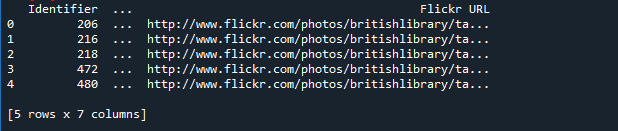 Identifier ... Flickr URL
0 206 ... http://www.flickr.com/photos/britishlibrary/ta...
1 216 ... http://www.flickr.com/photos/britishlibrary/ta...
2 218 ... http://www.flickr.com/photos/britishlibrary/ta...
3 472 ... http://www.flickr.com/photos/britishlibrary/ta...
4 480 ... http://www.flickr.com/photos/britishlibrary/ta...
[5 rows x 7 columns]